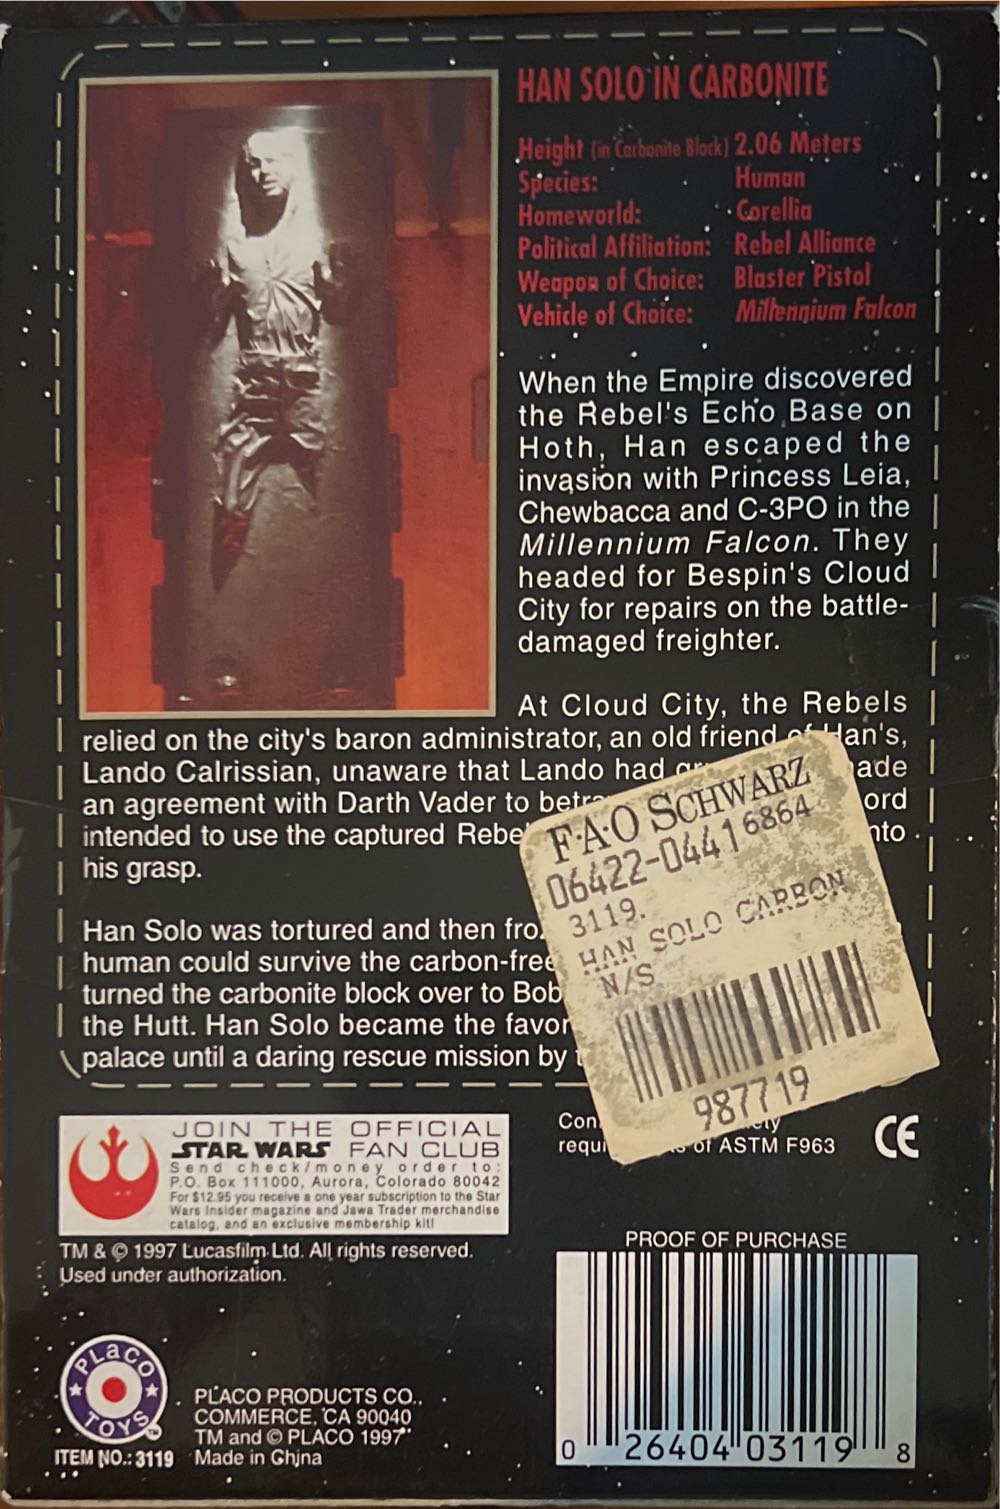 HAN SOLO IN CARBONITE
Height (in Carbonite Block) 2.06 Meters
Species: Human
Homeworld: Corellia
Political Affiliation: Rebel Alliance
Weapon of Choice: Blaster Pistol
Vehicle of Choice: Millennium Falcon
When the Empire discovered
the Rebel's Echo Base on
Hoth, Han escaped the
invasion with Princess Leia,
Chewbacca and C-3PO in the
Millennium Falcon. They
headed for Bespin's Cloud
City for repairs on the battle-
damaged freighter.
At Cloud City, the Rebels
relied on the city's baron administrator, an old friend of Han's,
Lando Calrissian, unaware that Lando had
an agreement with Darth Vader to
intended to use the captured
his grasp.
Han Solo was tortured and then
human could survive the
turned the carbonite block over to
the Hutt. Han Solo became the
palace until a daring rescue mission by
F·A·O SCHWARZ
06422-0441 6864
3119.
HAN SOLO CARBON
N/S
987719
of ASTM F963
CE
JOIN THE OFFICIAL
STAR WARS FAN CLUB
Send check/money order to:
P.O. Box 111000, Aurora, Colorado 80042
For $12.95 you receive a one year subscription to the Star
Wars Insider magazine and Jawa Trader merchandise
catalog, and an exclusive membership kit!
TM & © 1997 Lucasfilm Ltd. All rights reserved.
Used under authorization.
PROOF OF PURCHASE
0 26404 03119 8
PLACO
TOYS
TM
ITEM NO.: 3119
PLACO PRODUCTS CO.,
COMMERCE, CA 90040
TM and © PLACO 1997
Made in China